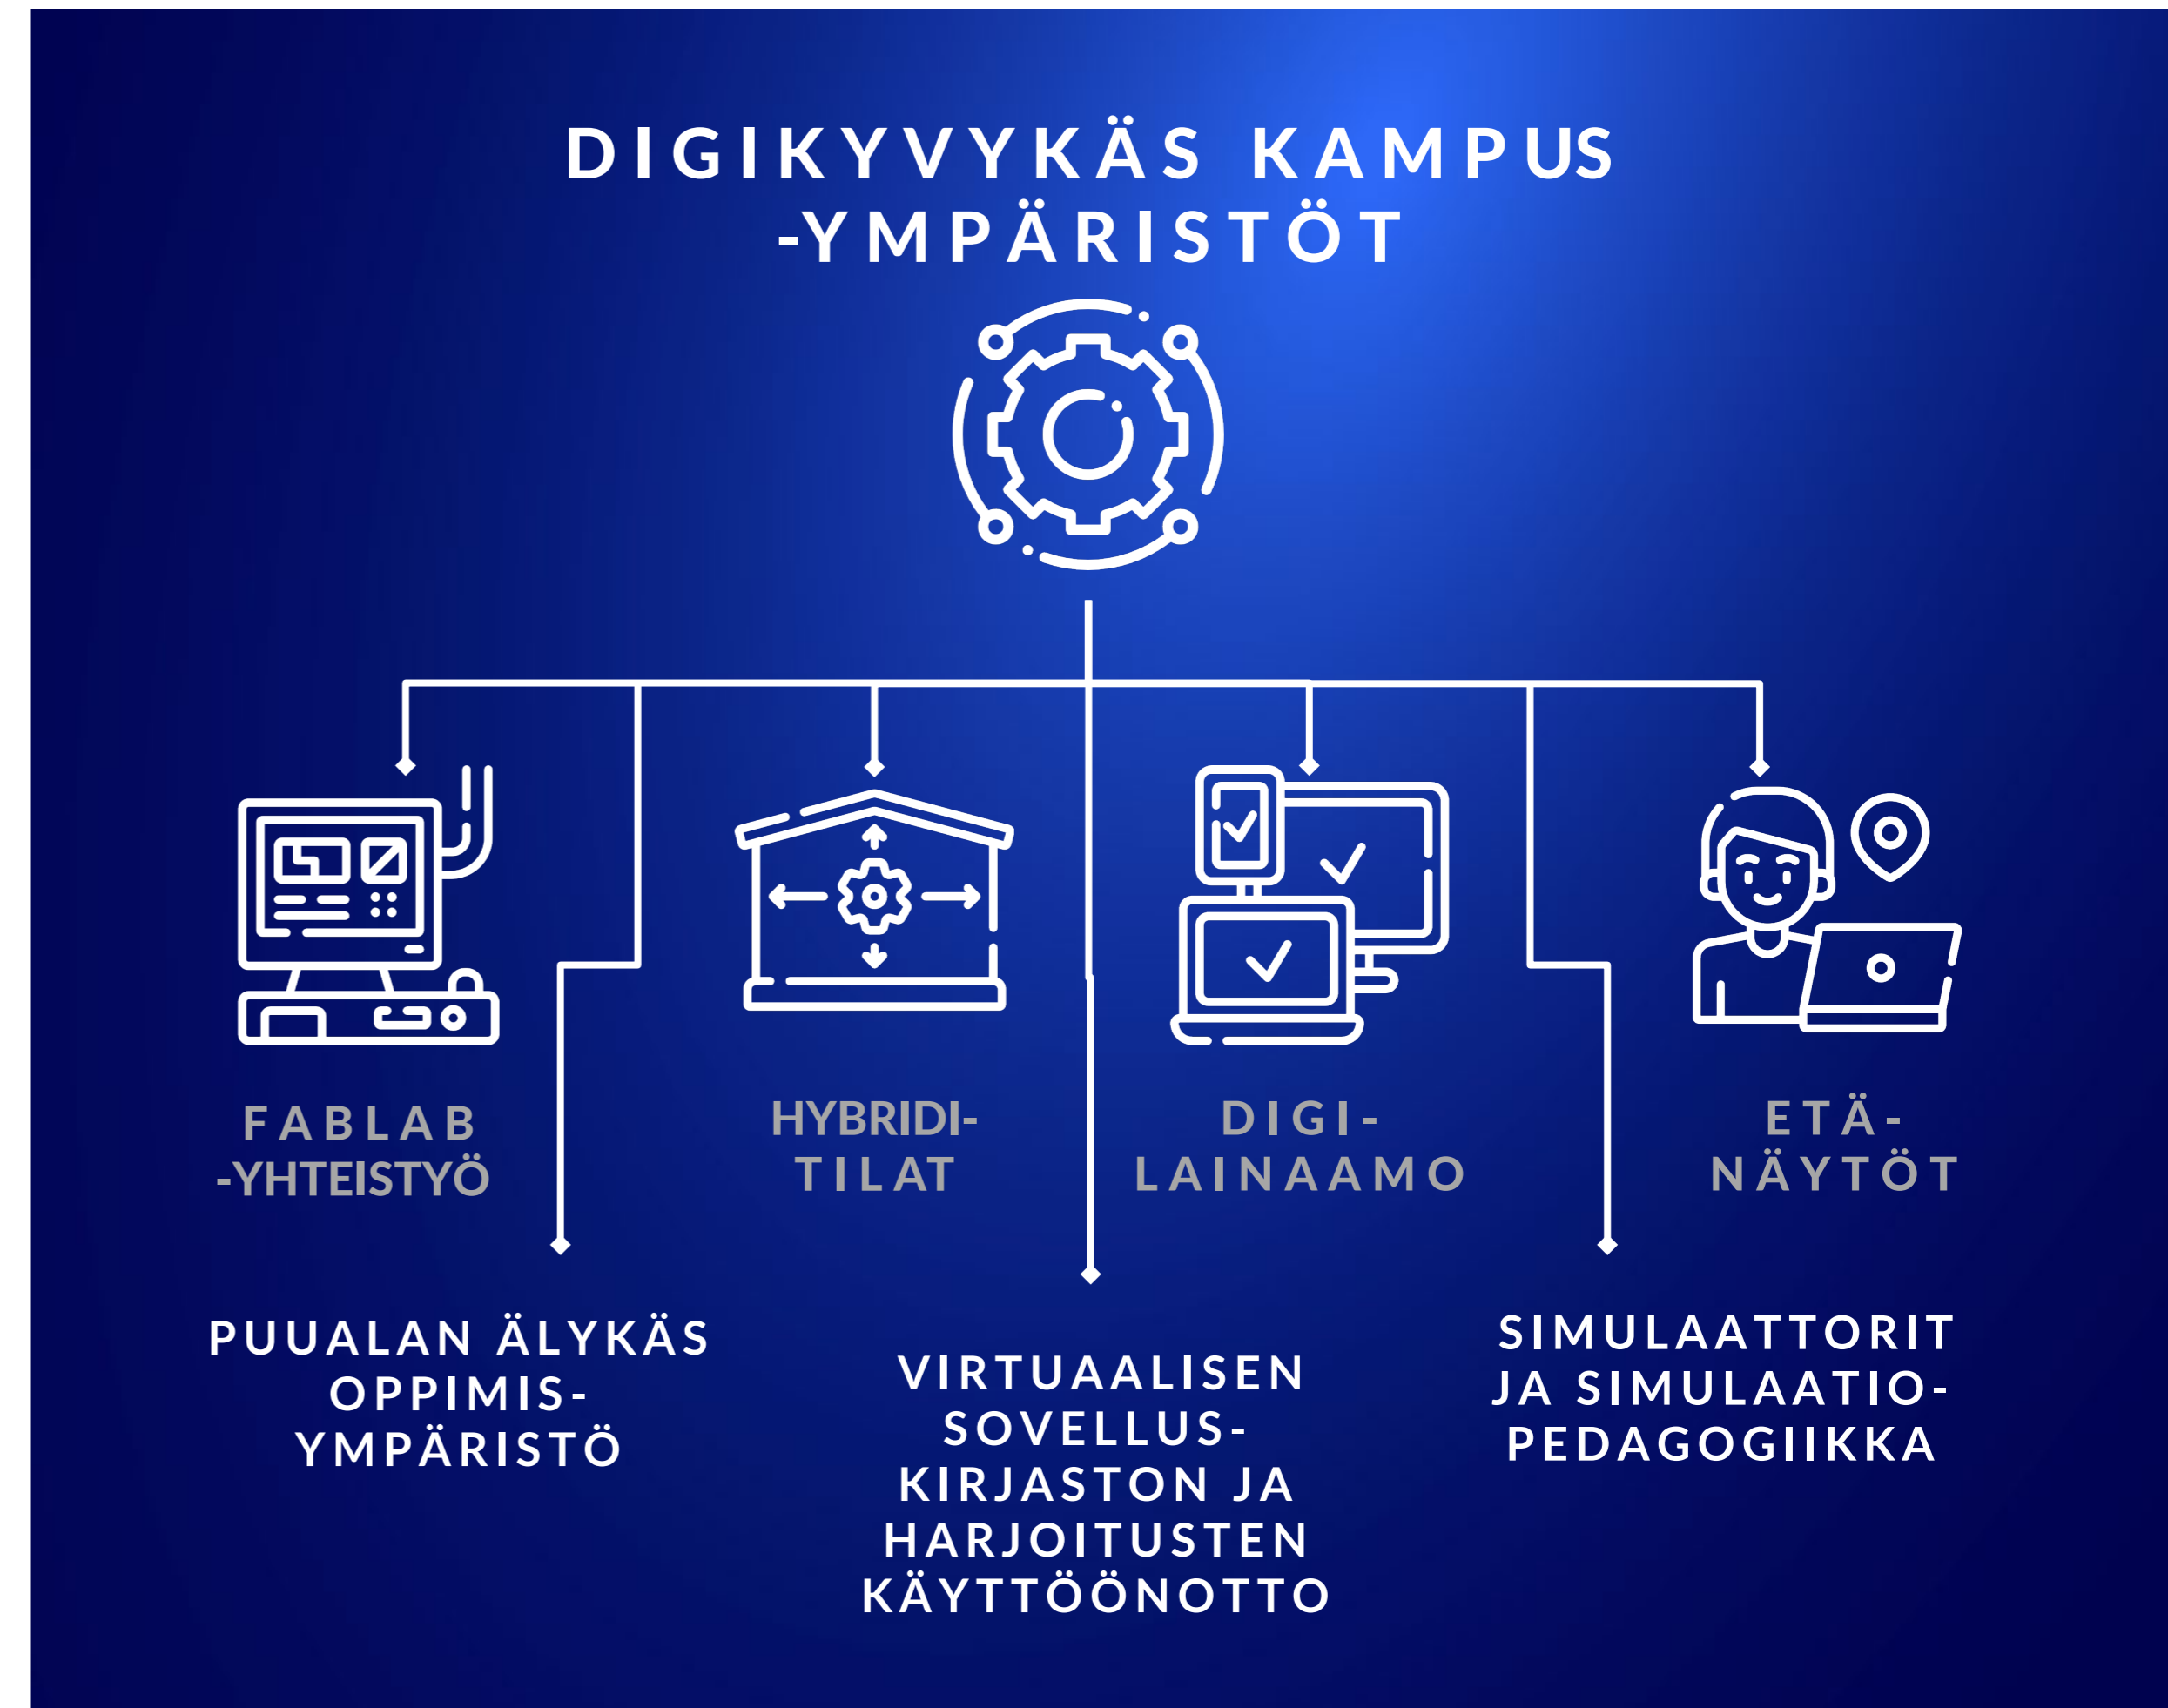 DIGIKYVYKÄS KAMPUS
-YMPÄRISTÖT
FABLAB
-YHTEISTYÖ
HYBRIDI-
TILAT
DIGI-
LAINAAMO
ETÄ-
NÄYTÖT
PUUALAN ÄLYKÄS
OPPIMIS-
YMPÄRISTÖ
VIRTUAALISEN
SOVELLUS-
KIRJASTON JA
HARJOITUSTEN
KÄYTTÖÖNOTTO
SIMULAATTORIT
JA SIMULAATIO-
PEDAGOGIIKKA